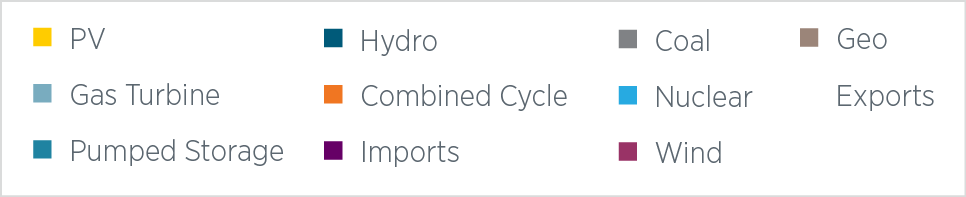 PV
Hydro
Coal
Geo
Gas Turbine
Combined Cycle
Nuclear
Exports
Pumped Storage
Imports
Wind